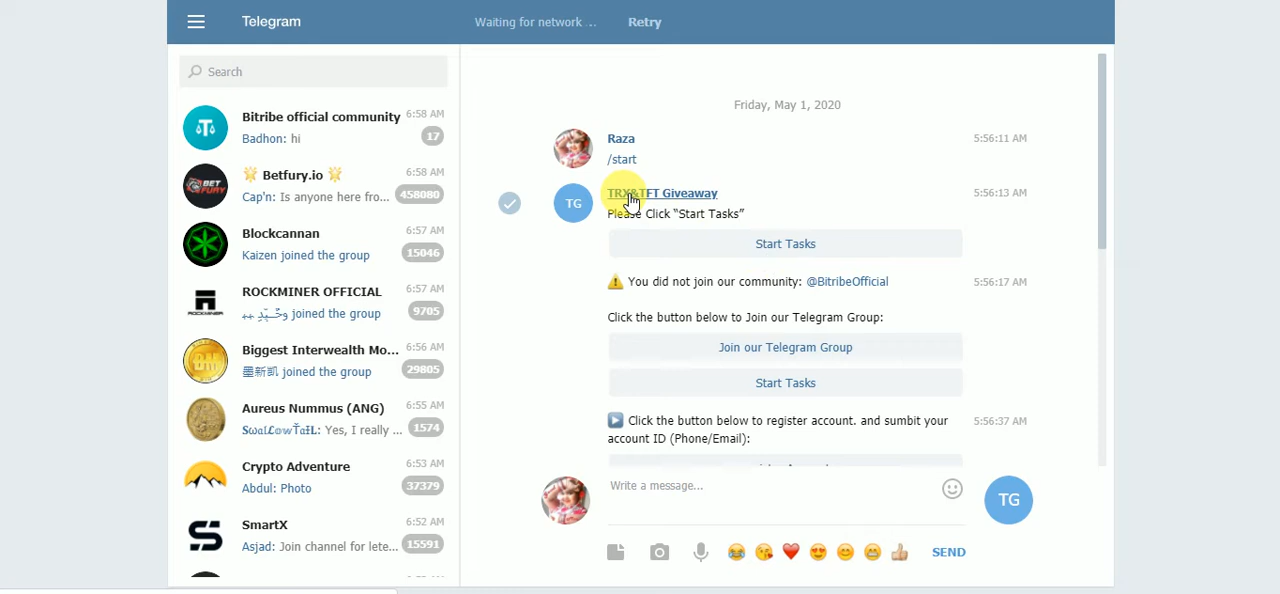 Telegram
Waiting for network ...
Retry
Search
Bitribe official community 6:58 AM
Badhon: hi 17
🌟 Betfury.io 🌟 6:58 AM
Cap'n: Is anyone here fro... 458080
BET FURY
Blockcannan 6:57 AM
Kaizen joined the group 15046
ROCKMINER OFFICIAL 6:57 AM
joined the group 9705
ROCKMINER
Biggest Interwealth Mo... 6:56 AM
墨新凯 joined the group 29805
Aureus Nummus (ANG) 6:55 AM
Yes, I really ... 1574
Crypto Adventure 6:53 AM
Abdul: Photo 37379
SmartX 6:52 AM
Asjad: Join channel for lete... 15591
Friday, May 1, 2020
Raza 5:56:11 AM
/start
TG
TRX&TFT Giveaway 5:56:13 AM
Please Click “Start Tasks”
Start Tasks
⚠️ You did not join our community: @BitribeOfficial 5:56:17 AM
Click the button below to Join our Telegram Group:
Join our Telegram Group
Start Tasks
▶️ Click the button below to register account. and sumbit your 5:56:37 AM
account ID (Phone/Email):
Write a message...
TG
😂 😘 ❤️ 😍 😊 😁 👍 SEND